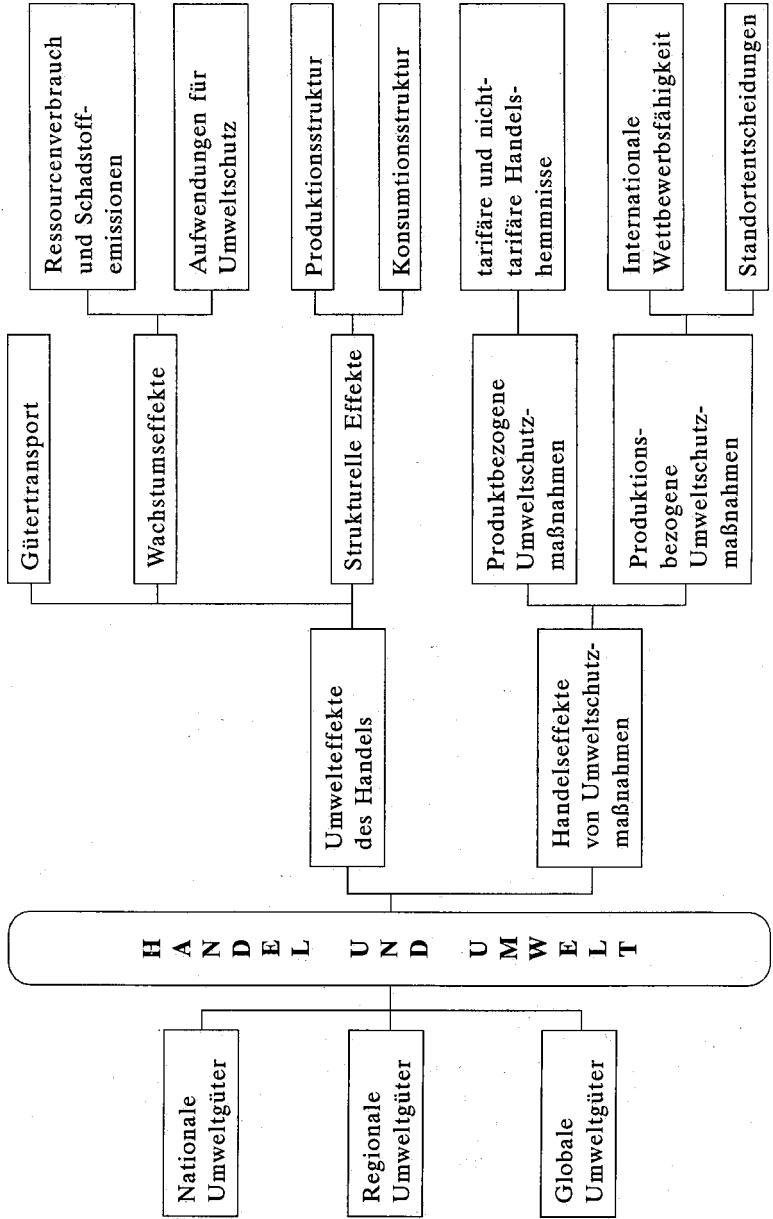 Nationale
Umweltgüter
Regionale
Umweltgüter
Globale
Umweltgüter
HANDEL UND UMWELT
Umwelteffekte
des Handels
Handelseffekte
von Umweltschutz-
maßnahmen
Gütertransport
Wachstumseffekte
Strukturelle Effekte
Produktbezogene
Umweltschutz-
maßnahmen
Produktions-
bezogene
Umweltschutz-
maßnahmen
Ressourcenverbrauch
und Schadstoff-
emissionen
Aufwendungen für
Umweltschutz
Produktionsstruktur
Konsumtionsstruktur
tarifäre und nicht-
tarifäre Handels-
hemmnisse
Internationale
Wettbewerbsfähigkeit
Standortentscheidungen